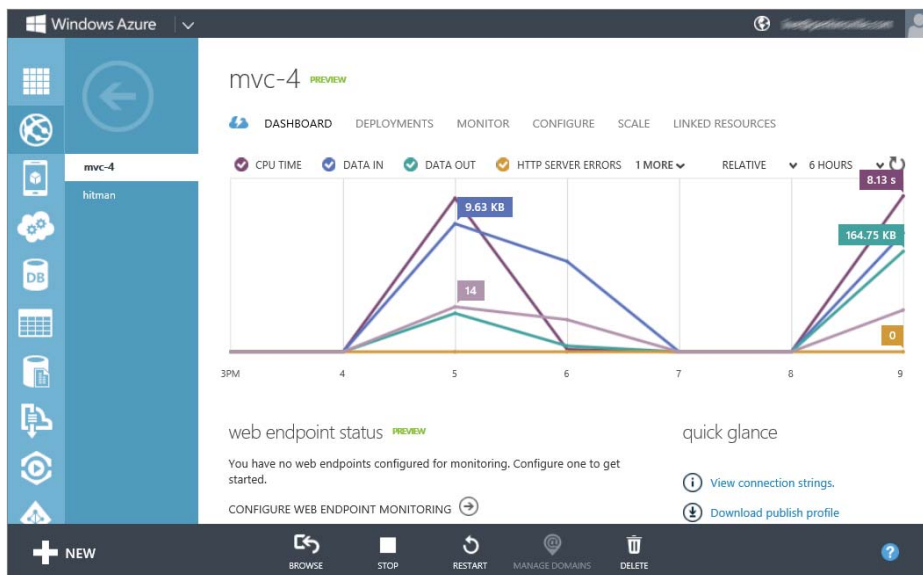 Windows Azure
mvc-4 PREVIEW
DASHBOARD DEPLOYMENTS MONITOR CONFIGURE SCALE LINKED RESOURCES
mvc-4
hitman
CPU TIME DATA IN DATA OUT HTTP SERVER ERRORS 1 MORE RELATIVE 6 HOURS
8.13 s
9.63 KB
164.75 KB
14
0
3PM 4 5 6 7 8 9
DB
web endpoint status PREVIEW
You have no web endpoints configured for monitoring. Configure one to get
started.
CONFIGURE WEB ENDPOINT MONITORING
quick glance
View connection strings.
Download publish profile
NEW
BROWSE STOP RESTART MANAGE DOMAINS DELETE
?